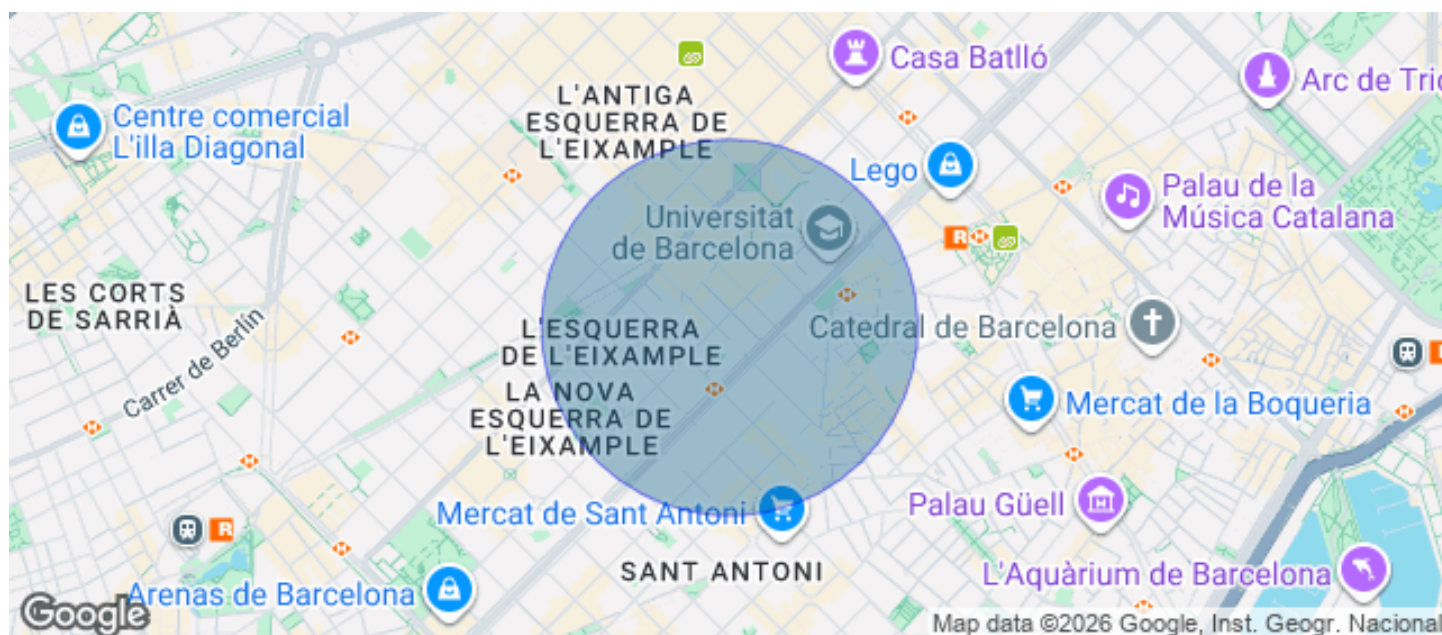 Casa Batlló
Arc de Trio
L'ANTIGA
ESQUERRA DE
L'EIXAMPLE
Centre comercial
L'illa Diagonal
Lego
Palau de la
Música Catalana
Universitat
de Barcelona
R
LES CORTS
DE SARRIÀ
Carrer de Berlín
L'ESQUERRA
DE L'EIXAMPLE
Catedral de Barcelona
LA NOVA
ESQUERRA DE
L'EIXAMPLE
Mercat de la Boqueria
Mercat de Sant Antoni
Palau Güell
R
SANT ANTONI
L'Aquàrium de Barcelona
Arenas de Barcelona
Google
Map data ©2026 Google, Inst. Geogr. Nacional